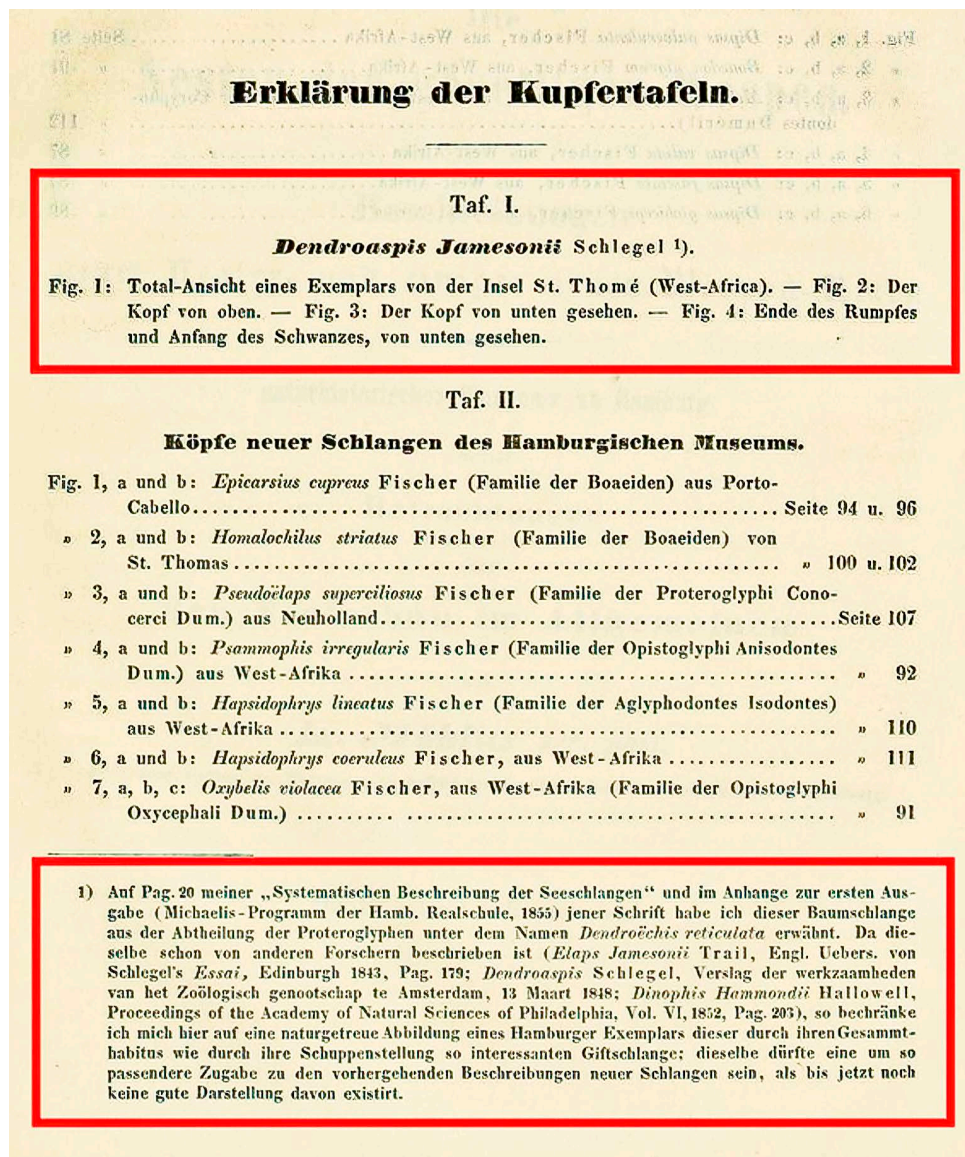 Erklärung der Kupfertafeln.
Taf. I.
Dendroaspis Jamesonii Schlegel ¹).
Fig. 1: Total-Ansicht eines Exemplars von der Insel St. Thomé (West-Africa). — Fig. 2: Der
Kopf von oben. — Fig. 3: Der Kopf von unten gesehen. — Fig. 4: Ende des Rumpfes
und Anfang des Schwanzes, von unten gesehen.
Taf. II.
Köpfe neuer Schlangen des Hamburgischen Museums.
Fig. 1, a und b: Epicarsius cupreus Fischer (Familie der Boaeiden) aus Porto-
Cabello.................................................... Seite 94 u. 96
„ 2, a und b: Homalochilus striatus Fischer (Familie der Boaeiden) von
St. Thomas.................................................... „ 100 u. 102
„ 3, a und b: Pseudoëlaps superciliosus Fischer (Familie der Proteroglyphi Cono-
cerci Dum.) aus Neuholland.......................................Seite 107
„ 4, a und b: Psammophis irregularis Fischer (Familie der Opistoglyphi Anisodontes
Dum.) aus West-Afrika .............................................. „ 92
„ 5, a und b: Hapsidophrys lineatus Fischer (Familie der Aglyphodontes Isodontes)
aus West-Afrika .................................................... „ 110
„ 6, a und b: Hapsidophrys coeruleus Fischer, aus West-Afrika ................ „ 111
„ 7, a, b, c: Oxybelis violacea Fischer, aus West-Afrika (Familie der Opistoglyphi
Oxycephali Dum.) .................................................. „ 91
1) Auf Pag. 20 meiner „Systematischen Beschreibung der Seeschlangen“ und im Anhange zur ersten Aus-
gabe (Michaelis-Programm der Hamb. Realschule, 1855) jener Schrift habe ich dieser Baumschlange
aus der Abtheilung der Proteroglyphen unter dem Namen Dendroëchis reticulata erwähnt. Da die-
selbe schon von anderen Forschern beschrieben ist (Elaps Jamesonii Trail, Engl. Uebers. von
Schlegel's Essai, Edinburgh 1843, Pag. 179; Dendroaspis Schlegel, Verslag der werkzaamheden
van het Zoölogisch genootschap te Amsterdam, 13 Maart 1848; Dinophis Hammondii Hallowell,
Proceedings of the Academy of Natural Sciences of Philadelphia, Vol. VI, 1852, Pag. 203), so bechränke
ich mich hier auf eine naturgetreue Abbildung eines Hamburger Exemplars dieser durch ihren Gesammt-
habitus wie durch ihre Schuppenstellung so interessanten Giftschlange; dieselbe dürfte eine um so
passendere Zugabe zu den vorhergehenden Beschreibungen neuer Schlangen sein, als bis jetzt noch
keine gute Darstellung davon existirt.